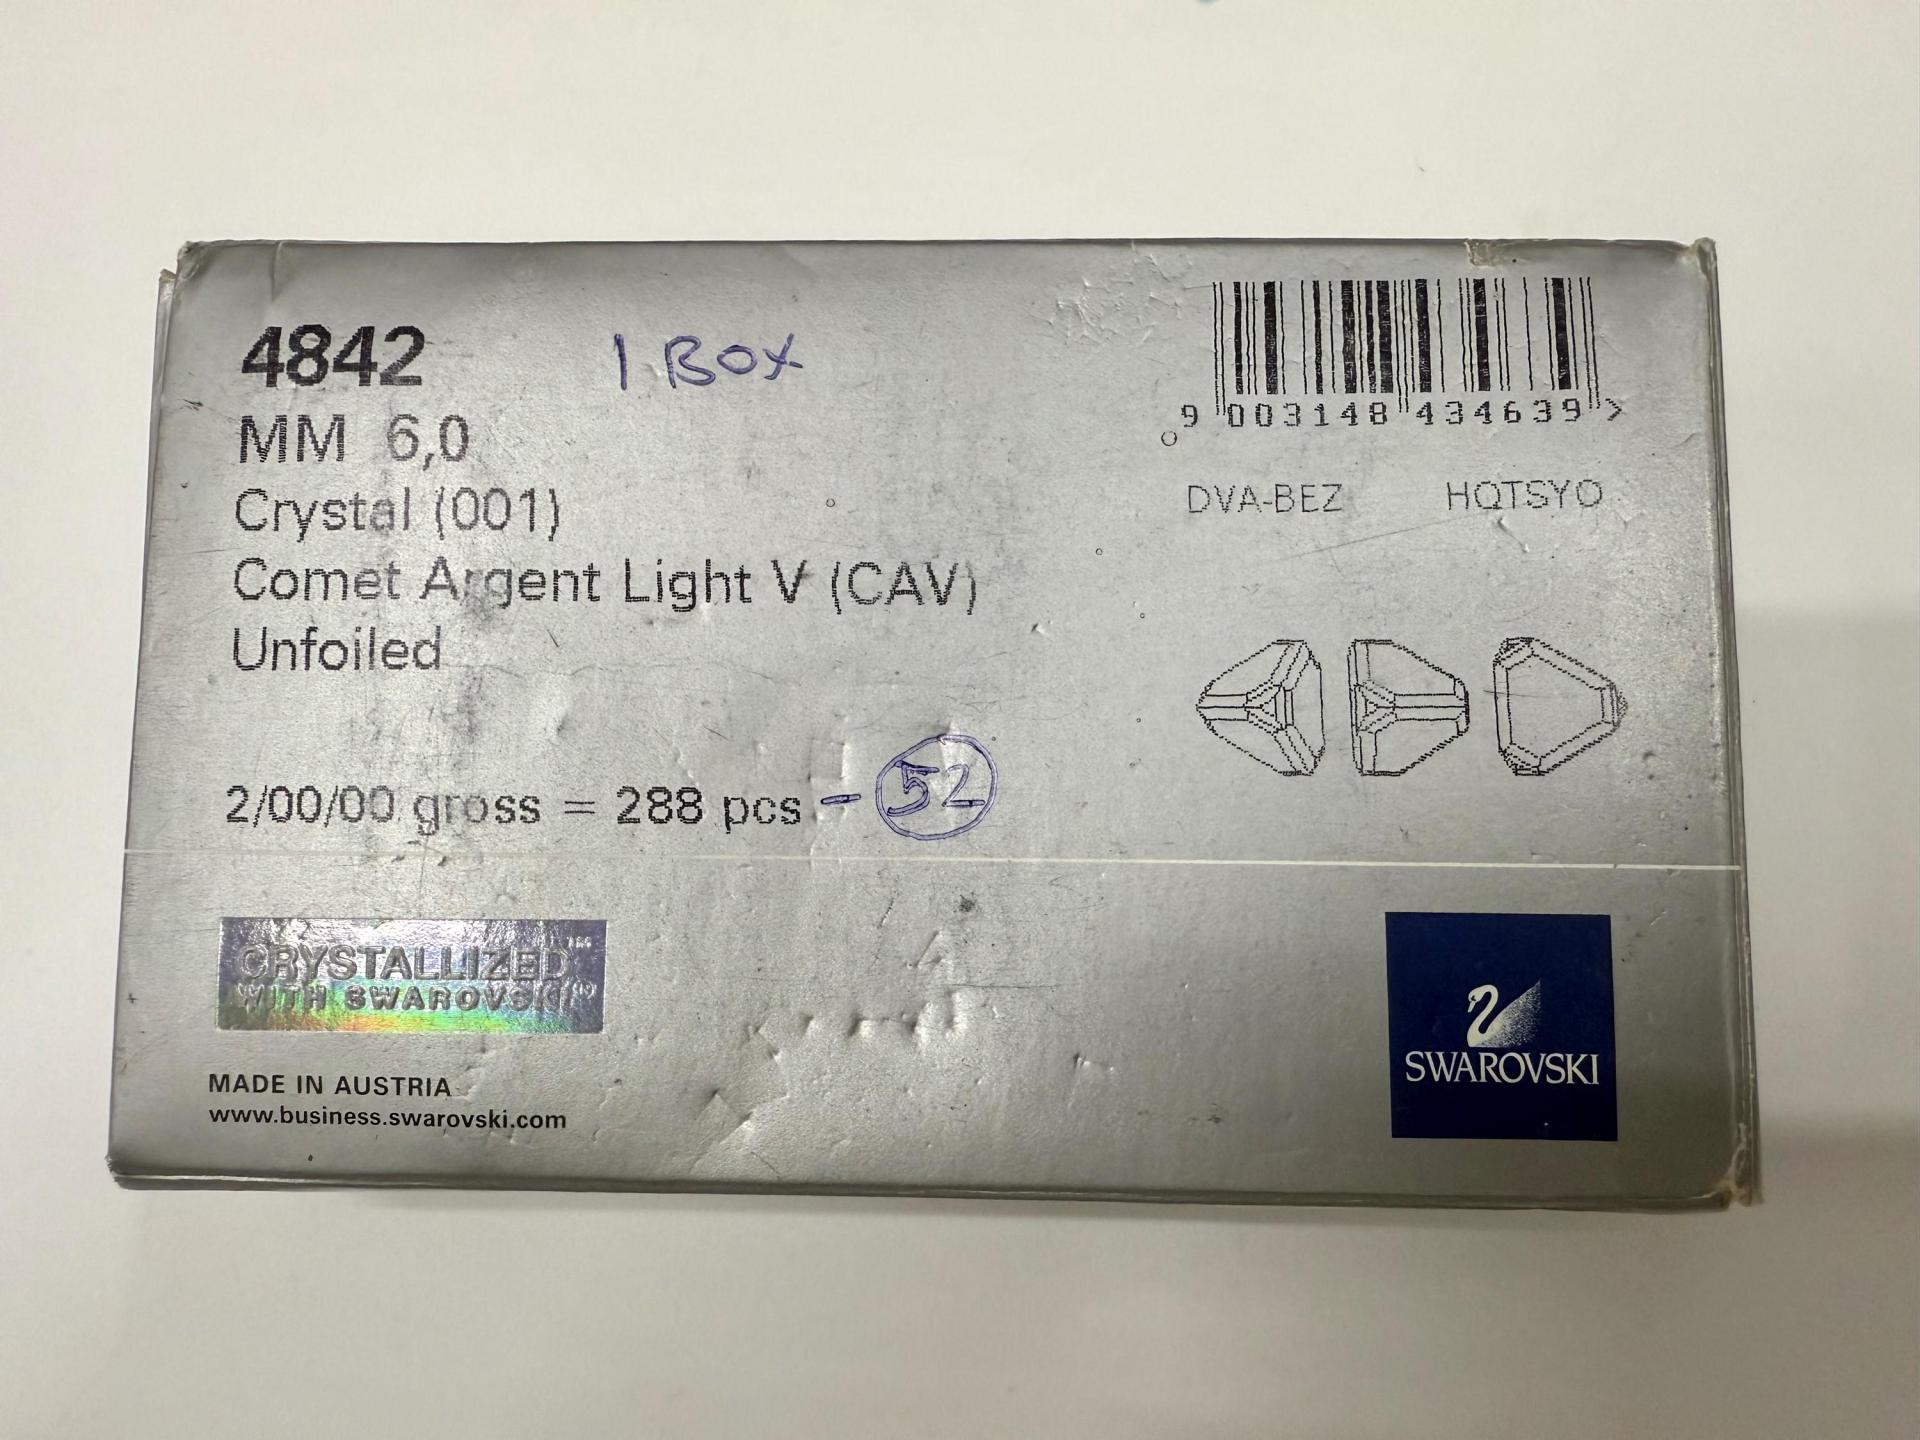 4842 1 BOX
MM 6,0
Crystal (001)
Comet Argent Light V (CAV)
Unfoiled
2/00/00 gross = 288 pcs - 52
9 003148 434639 >
DVA-BEZ HQTSYO
CRYSTALLIZED™
WITH SWAROVSKI
MADE IN AUSTRIA
www.business.swarovski.com
SWAROVSKI